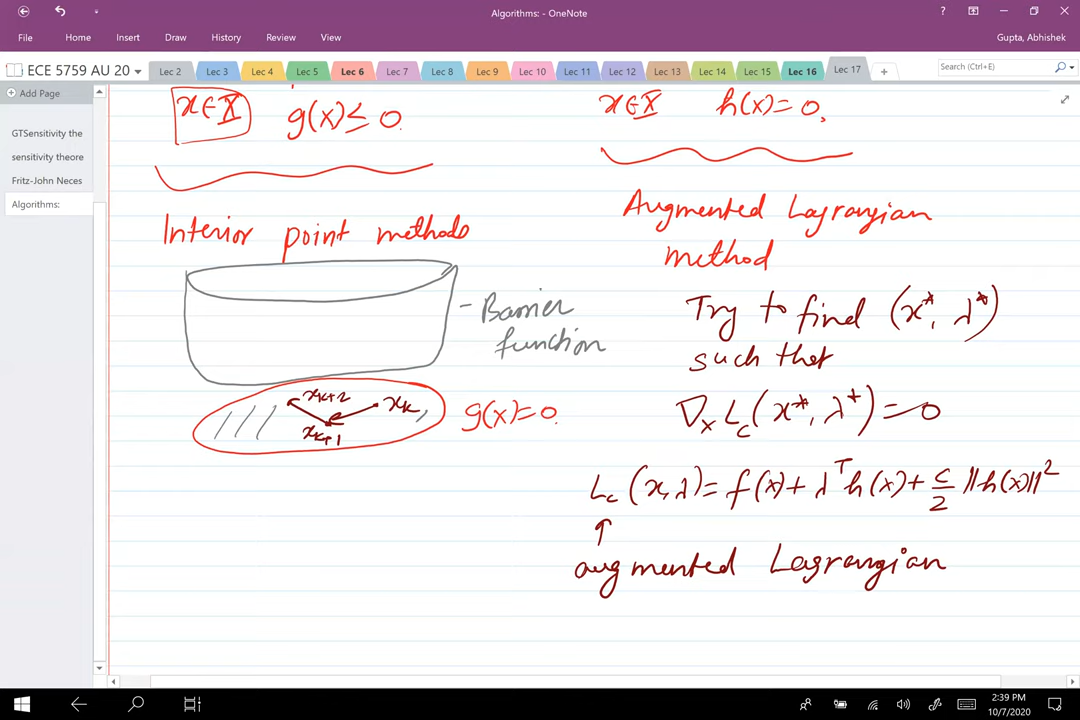 Algorithms: - OneNote
?
Gupta, Abhishek
File Home Insert Draw History Review View
ECE 5759 AU 20
Lec 2 Lec 3 Lec 4 Lec 5 Lec 6 Lec 7 Lec 8 Lec 9 Lec 10 Lec 11 Lec 12 Lec 13 Lec 14 Lec 15 Lec 16 Lec 17 +
Search (Ctrl+E)
Add Page
GTSensitivity the
sensitivity theore
Fritz-John Neces
Algorithms:
x∈X g(x) ≤ 0.
Interior point methods
- Barrier
function
x_{k+2} x_k
x_{k+1}
g(x)=0.
x∈X h(x)=0,
Augmented Lagrangian
method
Try to find (x*, λ*)
such that
∇_x L_c(x*, λ*)=0
L_c(x,λ)= f(x)+ λ^T h(x)+ c/2 ||h(x)||^2
↑
augmented Lagrangian
2:39 PM
10/7/2020